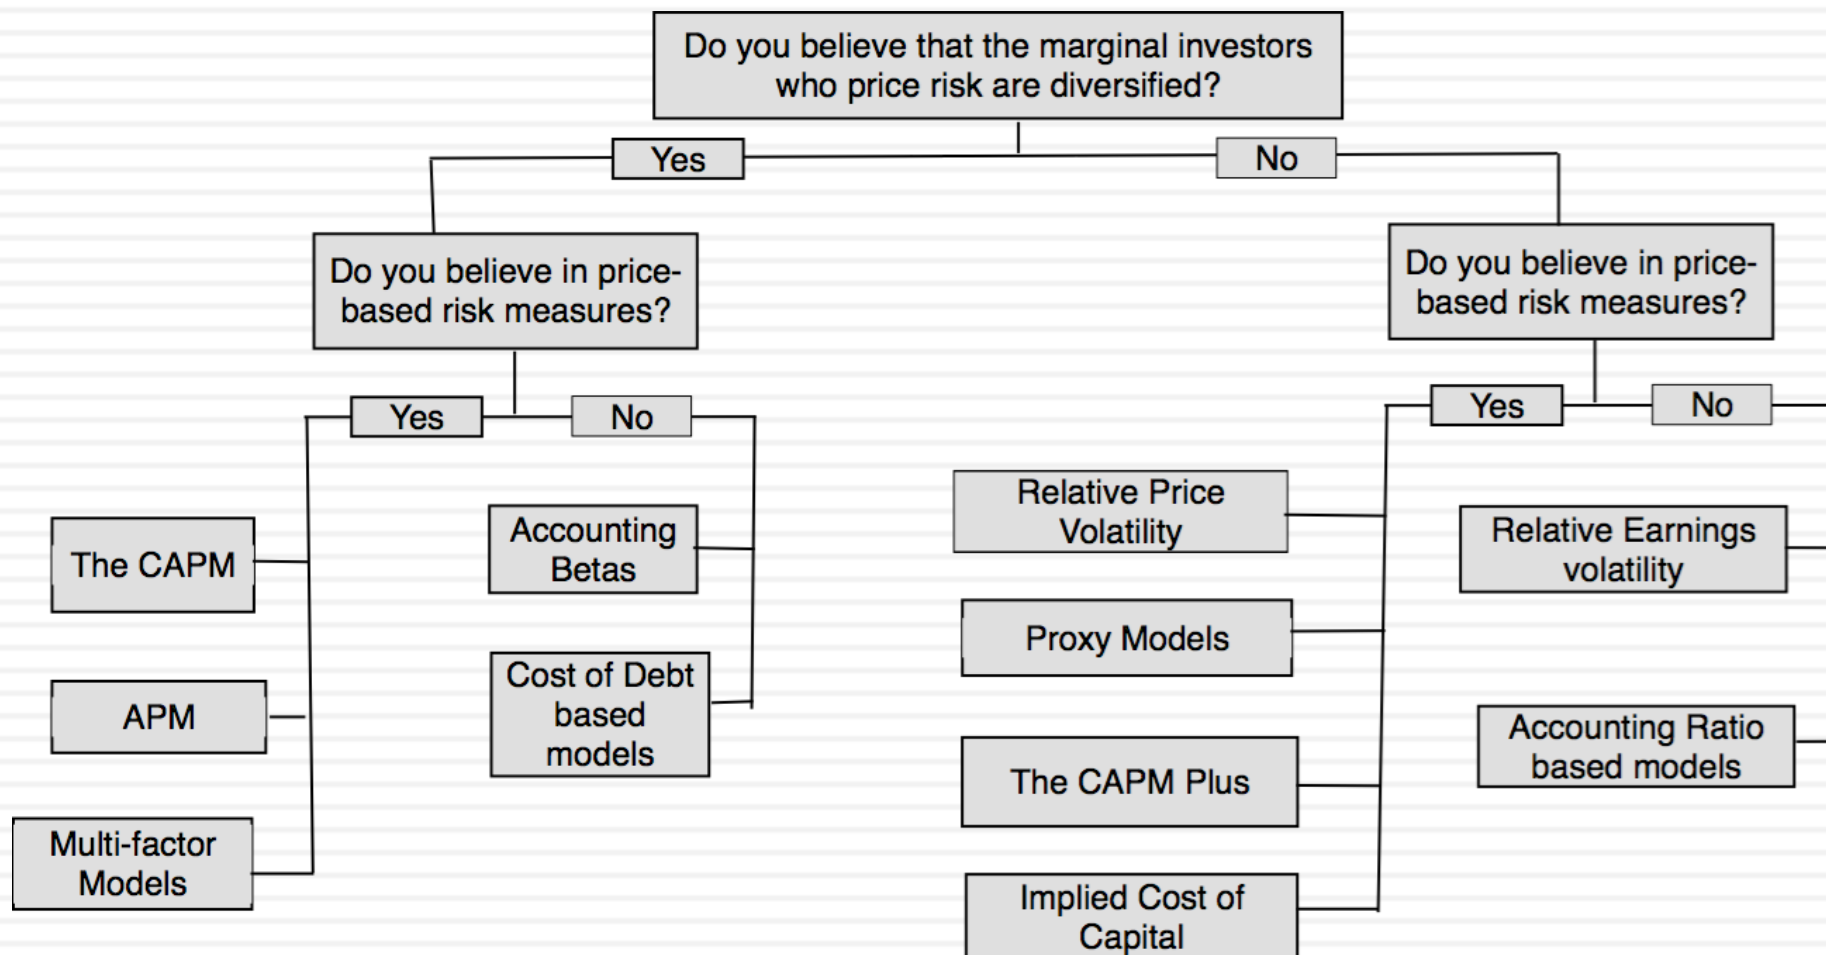 Do you believe that the marginal investors
who price risk are diversified?
Yes
No
Do you believe in price-
based risk measures?
Do you believe in price-
based risk measures?
Yes
No
Yes
No
The CAPM
APM
Multi-factor
Models
Accounting
Betas
Cost of Debt
based
models
Relative Price
Volatility
Proxy Models
The CAPM Plus
Implied Cost of
Capital
Relative Earnings
volatility
Accounting Ratio
based models